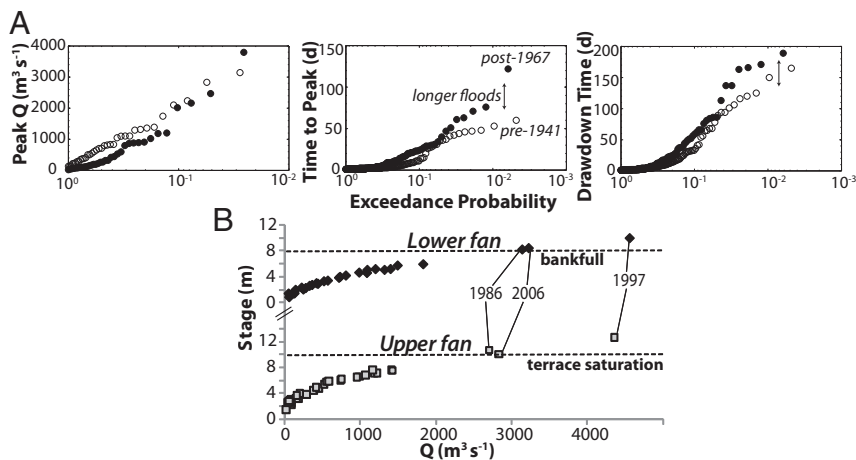 A
Peak Q (m³ s⁻¹)
4000
3000
2000
1000
0
10⁰
10⁻¹
10⁻²
Time to Peak (d)
150
100
50
0
10⁰
10⁻¹
10⁻²
10⁻³
post-1967
longer floods
pre-1941
Drawdown Time (d)
200
150
100
50
0
10⁰
10⁻¹
10⁻²
10⁻³
Exceedance Probability
B
Stage (m)
12
8
4
0
12
8
4
0
Lower fan
bankfull
1986
2006
1997
Upper fan
terrace saturation
0
1000
2000
3000
4000
Q (m³ s⁻¹)